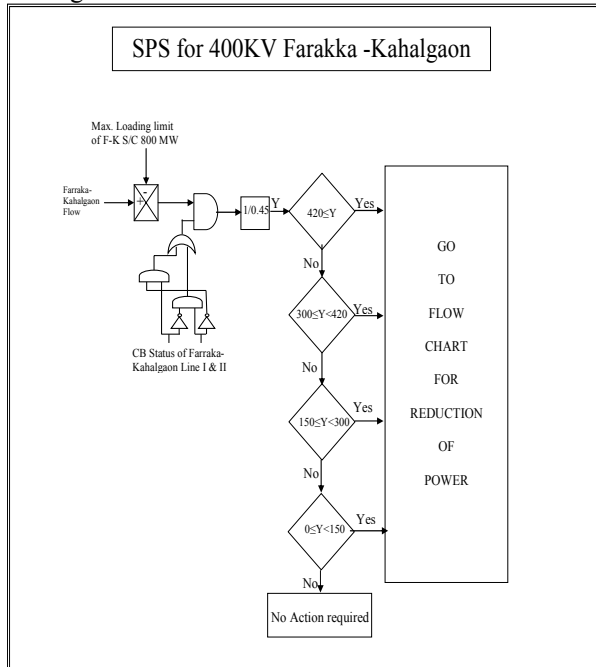 SPS for 400KV Farakka -Kahalgaon
Max. Loading limit
of F-K S/C 800 MW
Farraka-
Kahalgaon
Flow
-
+
1/0.45
Y
420≤Y
Yes
No
300≤Y<420
Yes
No
150≤Y<300
Yes
No
0≤Y<150
Yes
No
No Action required
CB Status of Farraka-
Kahalgaon Line I & II
GO
TO
FLOW
CHART
FOR
REDUCTION
OF
POWER